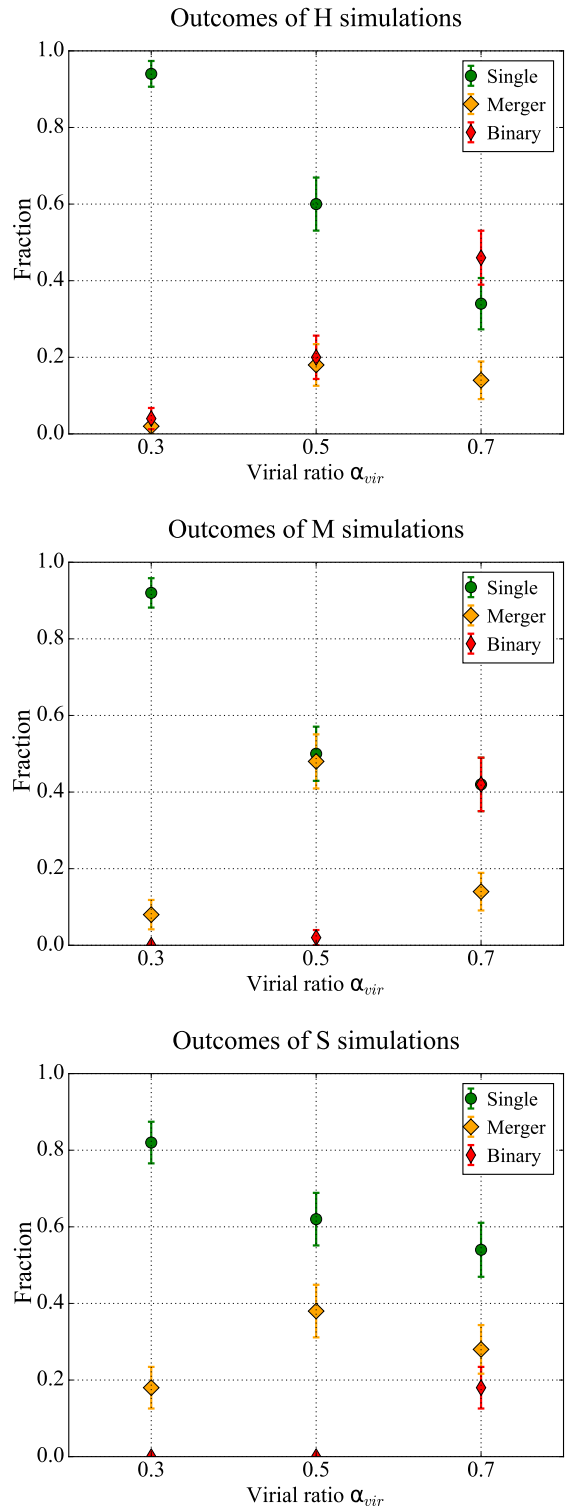 Outcomes of H simulations
1.0
0.8
0.6
0.4
0.2
0.0
Fraction
Single
Merger
Binary
0.3 0.5 0.7
Virial ratio α_vir
Outcomes of M simulations
1.0
0.8
0.6
0.4
0.2
0.0
Fraction
Single
Merger
Binary
0.3 0.5 0.7
Virial ratio α_vir
Outcomes of S simulations
1.0
0.8
0.6
0.4
0.2
0.0
Fraction
Single
Merger
Binary
0.3 0.5 0.7
Virial ratio α_vir